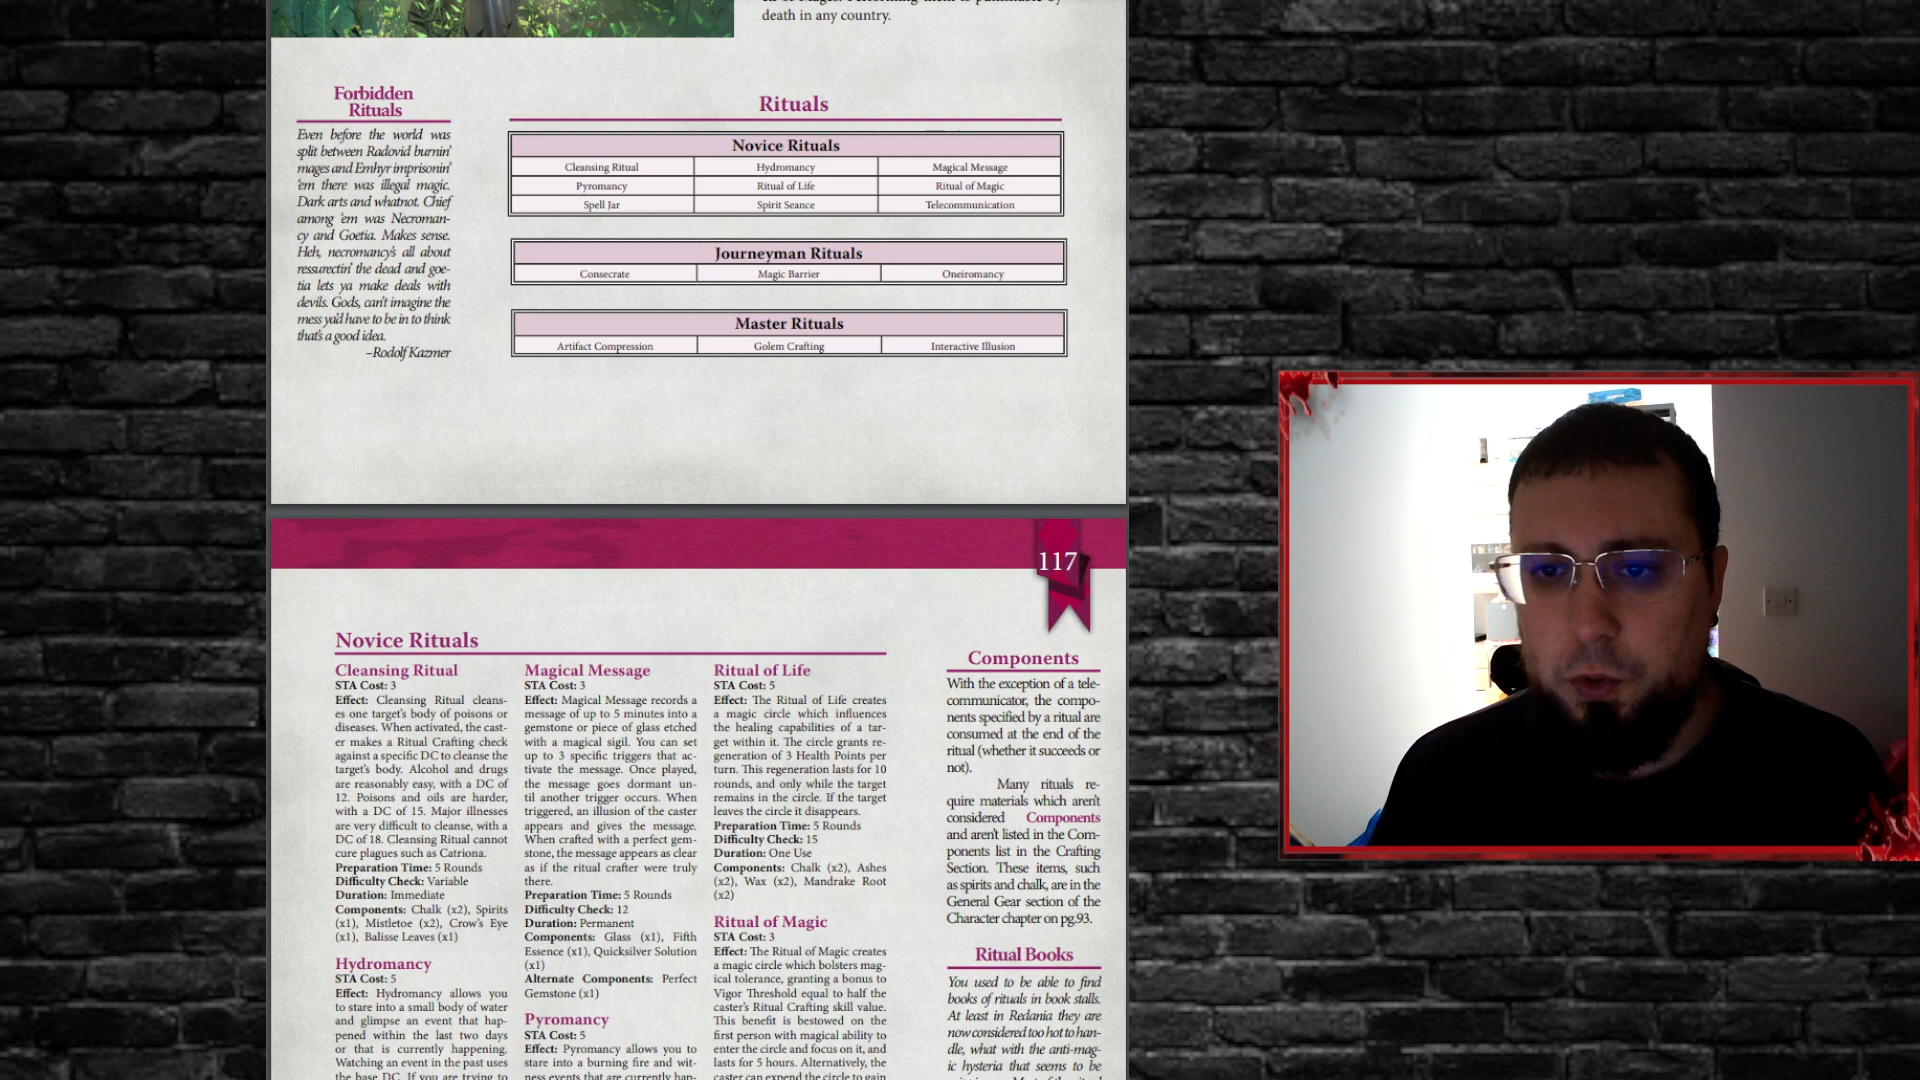 death in any country.
Forbidden
Rituals
Even before the world was
split between Radovid burnin'
mages and Emhyr imprisonin'
'em there was illegal magic.
Dark arts and whatnot. Chief
among 'em was Necroman-
cy and Goetia. Makes sense.
Heh, necromancy's all about
ressurectin' the dead and goe-
tia lets ya make deals with
devils. Gods, can't imagine the
mess ya'd have to be in to think
that's a good idea.
–Rodolf Kazmer
Rituals
Novice Rituals
Cleansing Ritual Hydromancy Magical Message
Pyromancy Ritual of Life Ritual of Magic
Spell Jar Spirit Seance Telecommunication
Journeyman Rituals
Consecrate Magic Barrier Oneiromancy
Master Rituals
Artifact Compression Golem Crafting Interactive Illusion
117
Novice Rituals
Cleansing Ritual
STA Cost: 3
Effect: Cleansing Ritual cleans-
es one target's body of poisons or
diseases. When activated, the cast-
er makes a Ritual Crafting check
against a specific DC to cleanse the
target's body. Alcohol and drugs
are reasonably easy, with a DC of
12. Poisons and oils are harder,
with a DC of 15. Major illnesses
are very difficult to cleanse, with a
DC of 18. Cleansing Ritual cannot
cure plagues such as Catriona.
Preparation Time: 5 Rounds
Difficulty Check: Variable
Duration: Immediate
Components: Chalk (x2), Spirits
(x1), Mistletoe (x2), Crow's Eye
(x1), Balisse Leaves (x1)
Hydromancy
STA Cost: 5
Effect: Hydromancy allows you
to stare into a small body of water
and glimpse an event that hap-
pened within the last two days
or that is currently happening.
Watching an event in the past uses
the base DC. If you are trying to
Magical Message
STA Cost: 3
Effect: Magical Message records a
message of up to 5 minutes into a
gemstone or piece of glass etched
with a magical sigil. You can set
up to 3 specific triggers that ac-
tivate the message. Once played,
the message goes dormant un-
til another trigger occurs. When
triggered, an illusion of the caster
appears and gives the message.
When crafted with a perfect gem-
stone, the message appears as clear
as if the ritual crafter were truly
there.
Preparation Time: 5 Rounds
Difficulty Check: 12
Duration: Permanent
Components: Glass (x1), Fifth
Essence (x1), Quicksilver Solution
(x1)
Alternate Components: Perfect
Gemstone (x1)
Pyromancy
STA Cost: 5
Effect: Pyromancy allows you to
stare into a burning fire and wit-
ness events that are currently hap-
Ritual of Life
STA Cost: 5
Effect: The Ritual of Life creates
a magic circle which influences
the healing capabilities of a tar-
get within it. The circle grants re-
generation of 3 Health Points per
turn. This regeneration lasts for 10
rounds, and only while the target
remains in the circle. If the target
leaves the circle it disappears.
Preparation Time: 5 Rounds
Difficulty Check: 15
Duration: One Use
Components: Chalk (x2), Ashes
(x2), Wax (x2), Mandrake Root
(x2)
Ritual of Magic
STA Cost: 3
Effect: The Ritual of Magic creates
a magic circle which bolsters mag-
ical tolerance, granting a bonus to
Vigor Threshold equal to half the
caster's Ritual Crafting skill value.
This benefit is bestowed on the
first person with magical ability to
enter the circle and focus on it, and
lasts for 5 hours. Alternatively, the
caster can expend the circle to gain
Components
With the exception of a tele-
communicator, the compo-
nents specified by a ritual are
consumed at the end of the
ritual (whether it succeeds or
not).
Many rituals re-
quire materials which aren't
considered Components
and aren't listed in the Com-
ponents list in the Crafting
Section. These items, such
as spirits and chalk, are in the
General Gear section of the
Character chapter on pg.93.
Ritual Books
You used to be able to find
books of rituals in book stalls.
At least in Redania they are
now considered too hot to han-
dle, what with the anti-mag-
ic hysteria that seems to be